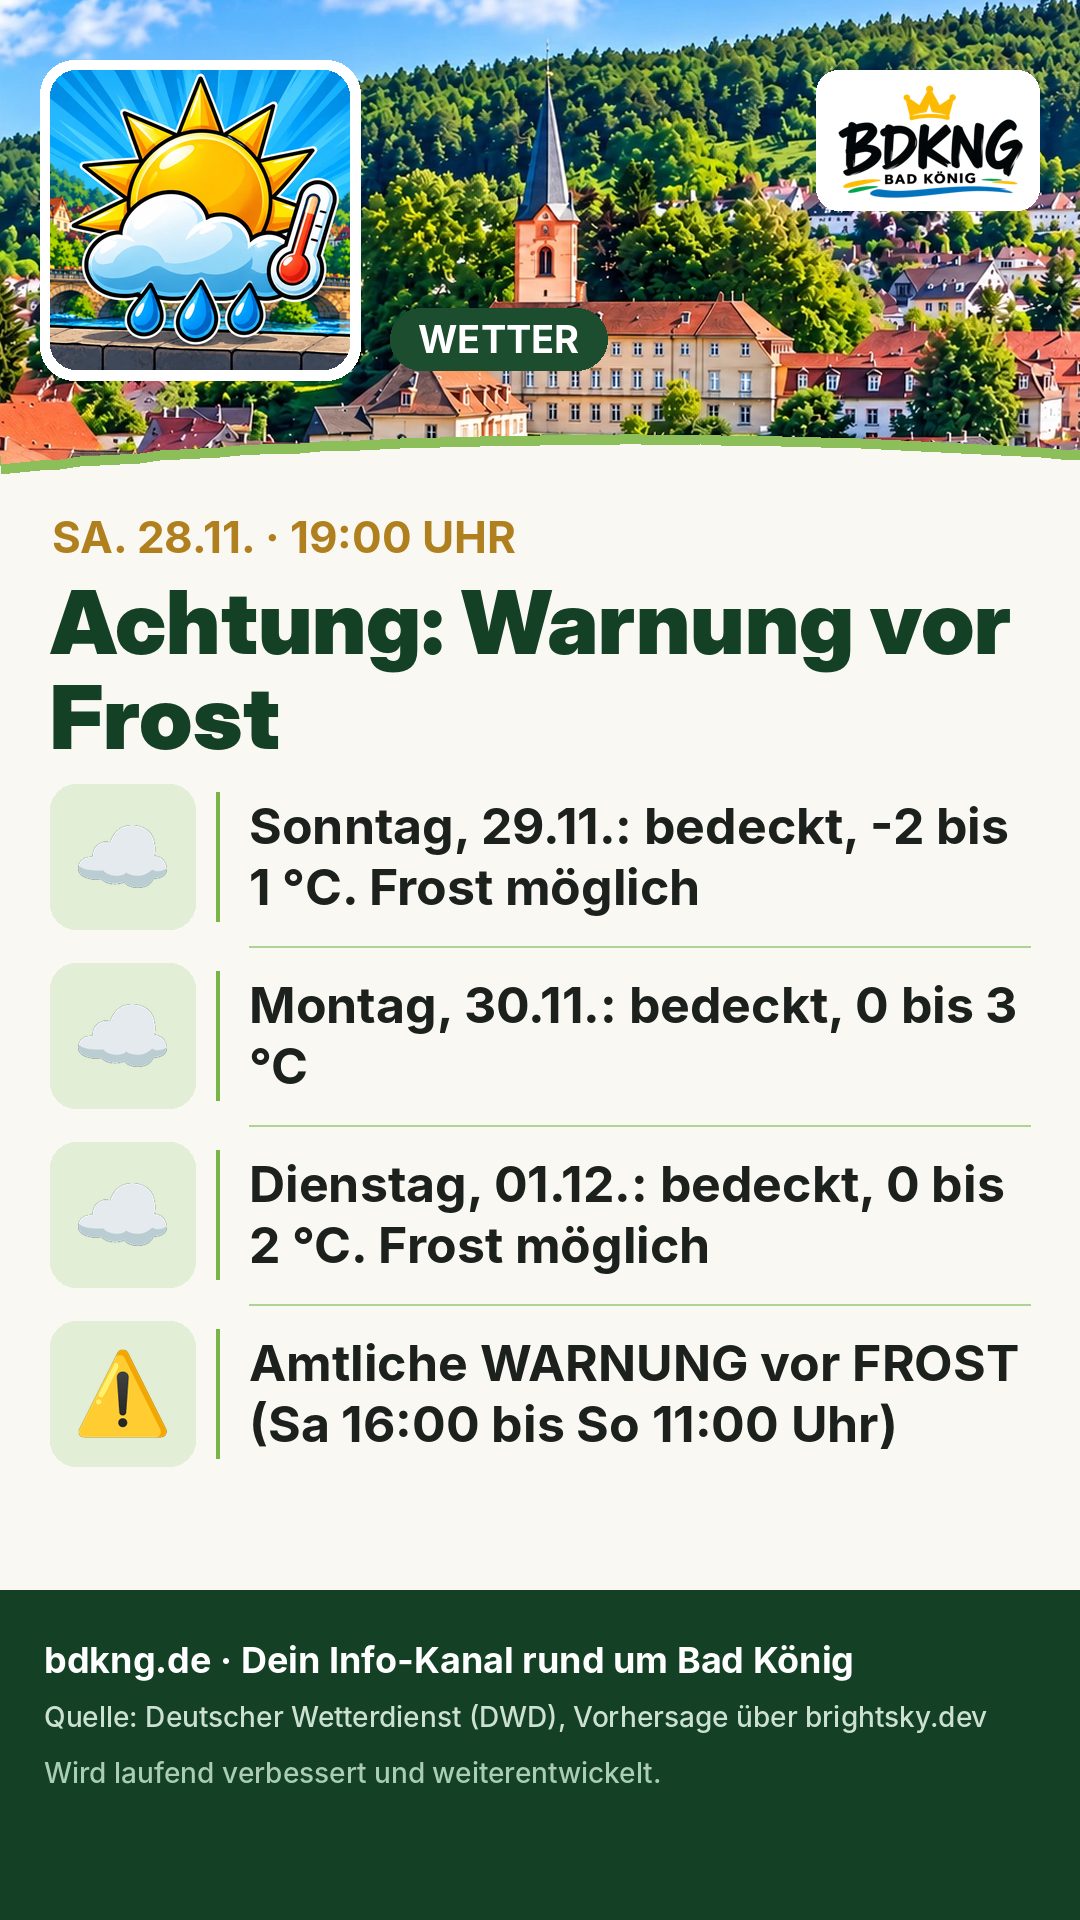 BDKNG
BAD KÖNIG
WETTER
SA. 28.11. · 19:00 UHR
Achtung: Warnung vor
Frost
Sonntag, 29.11.: bedeckt, -2 bis
1 °C. Frost möglich
Montag, 30.11.: bedeckt, 0 bis 3
°C
Dienstag, 01.12.: bedeckt, 0 bis
2 °C. Frost möglich
Amtliche WARNUNG vor FROST
(Sa 16:00 bis So 11:00 Uhr)
bdkng.de · Dein Info-Kanal rund um Bad König
Quelle: Deutscher Wetterdienst (DWD), Vorhersage über brightsky.dev
Wird laufend verbessert und weiterentwickelt.